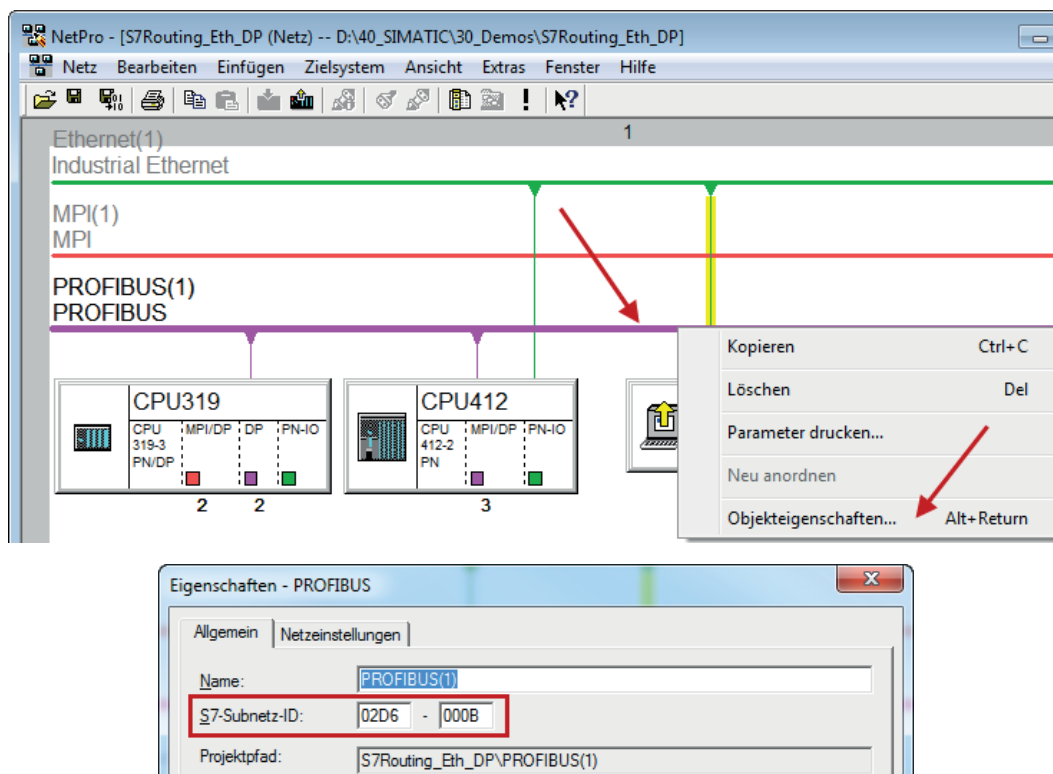 NetPro - [S7Routing_Eth_DP (Netz) -- D:\40_SIMATIC\30_Demos\S7Routing_Eth_DP]
Netz Bearbeiten Einfügen Zielsystem Ansicht Extras Fenster Hilfe
1
Ethernet(1)
Industrial Ethernet
MPI(1)
MPI
PROFIBUS(1)
PROFIBUS
Kopieren Ctrl+C
Löschen Del
Parameter drucken...
Neu anordnen
Objekteigenschaften... Alt+Return
CPU319
CPU 319-3 PN/DP
MPI/DP
DP
PN-IO
2 2
CPU412
CPU 412-2 PN
MPI/DP
PN-IO
3
Eigenschaften - PROFIBUS
Allgemein Netzeinstellungen
Name: PROFIBUS(1)
S7-Subnetz-ID: 02D6 - 000B
Projektpfad: S7Routing_Eth_DP\PROFIBUS(1)